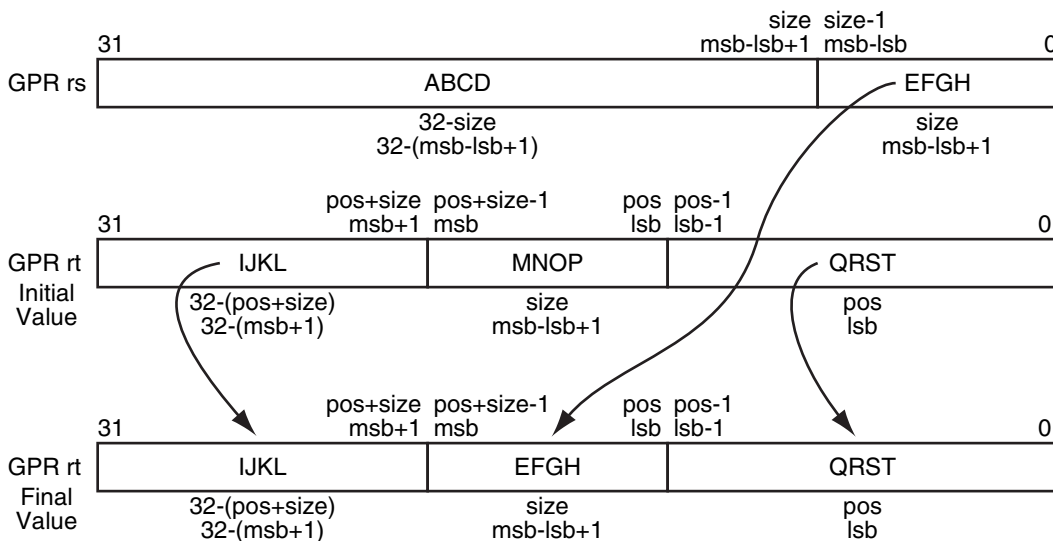 size size-1
31 msb-lsb+1 msb-lsb 0
GPR rs ABCD EFGH
32-size size
32-(msb-lsb+1) msb-lsb+1
pos+size pos+size-1 pos pos-1
31 msb+1 msb lsb lsb-1 0
GPR rt IJKL MNOP QRST
Initial
Value
32-(pos+size) size pos
32-(msb+1) msb-lsb+1 lsb
pos+size pos+size-1 pos pos-1
31 msb+1 msb lsb lsb-1 0
GPR rt IJKL EFGH QRST
Final
Value
32-(pos+size) size pos
32-(msb+1) msb-lsb+1 lsb